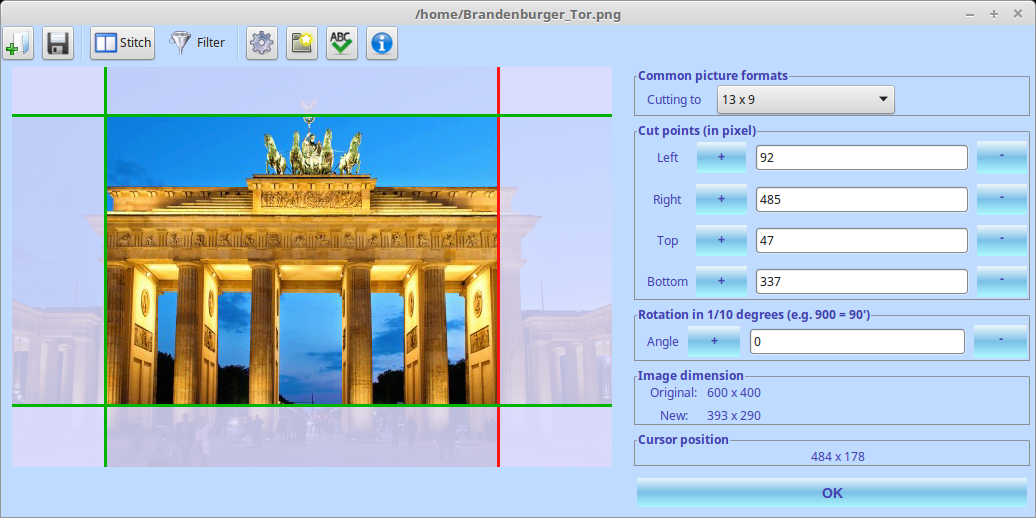 /home/Brandenburger_Tor.png
Stitch
Filter
ABC
Common picture formats
Cutting to 13 x 9
Cut points (in pixel)
Left + 92 -
Right + 485 -
Top + 47 -
Bottom + 337 -
Rotation in 1/10 degrees (e.g. 900 = 90')
Angle + 0 -
Image dimension
Original: 600 x 400
New: 393 x 290
Cursor position
484 x 178
OK